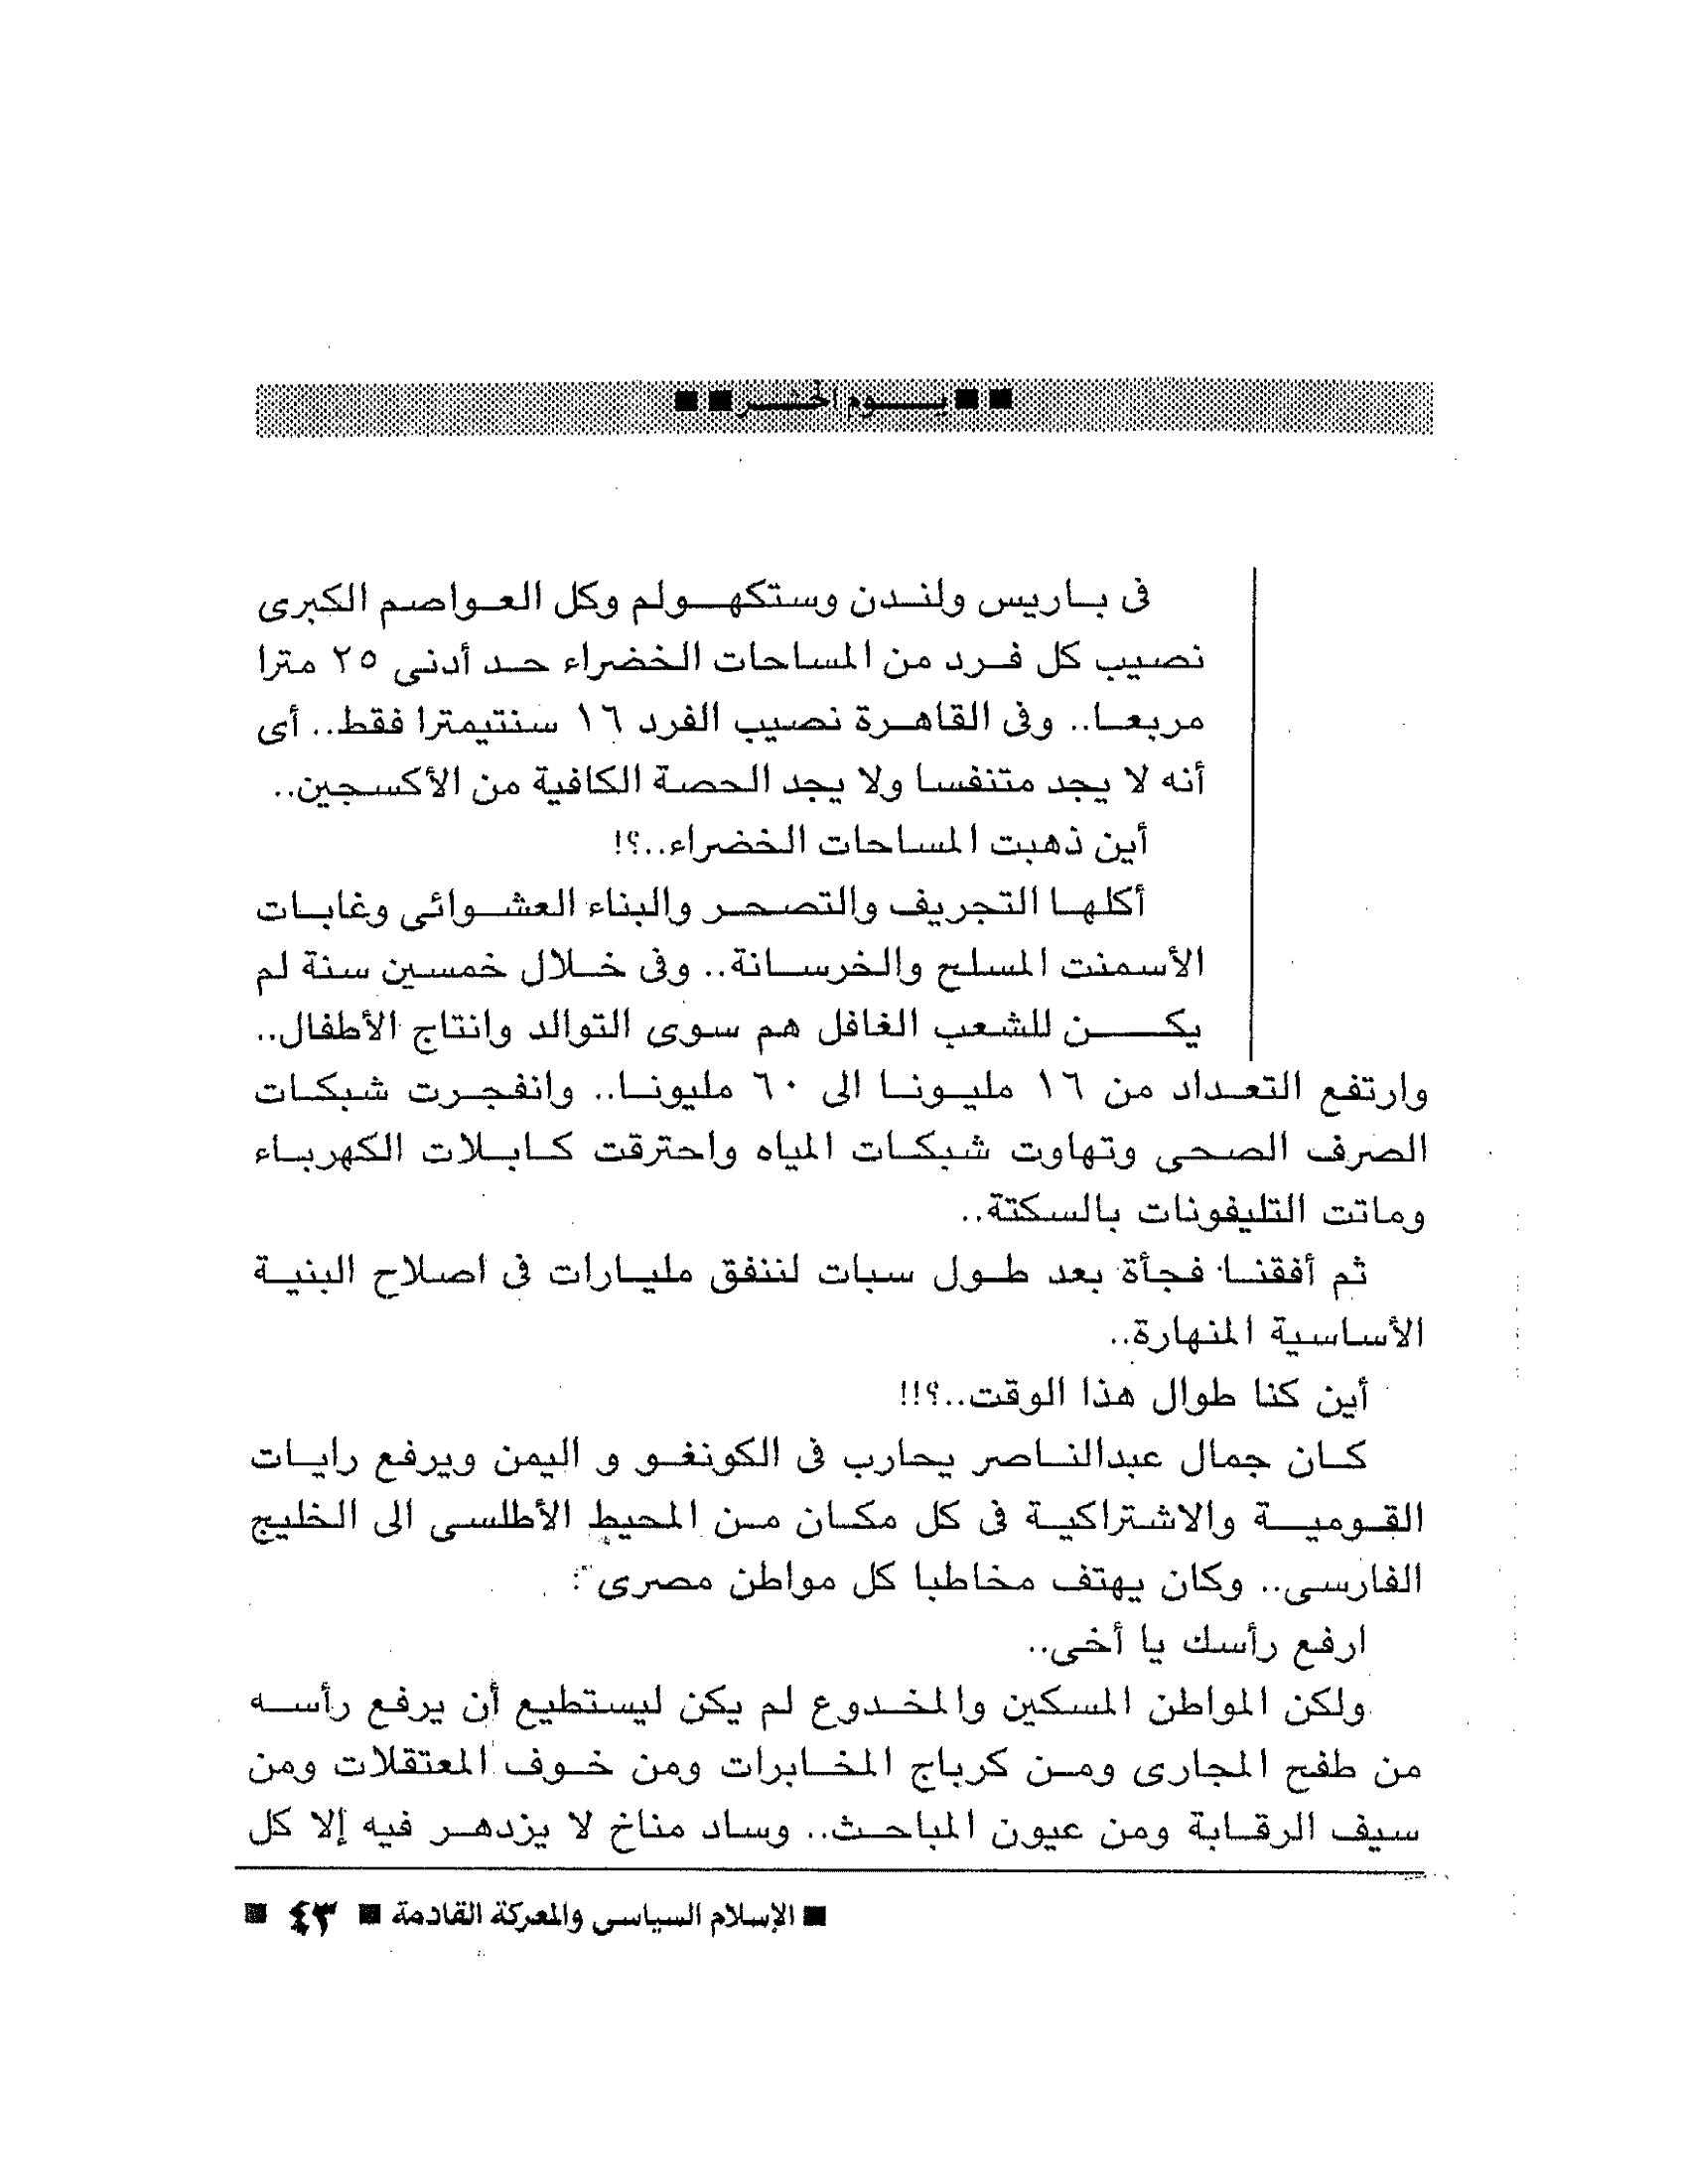 ■ ■ يوم الحشر ■ ■
فى باريس ولندن وستكهولم وكل العواصم الكبرى
نصيب كل فرد من المساحات الخضراء حد أدنى ٢٥ مترا
مربعا.. وفى القاهرة نصيب الفرد ١٦ سنتيمترا فقط.. أى
أنه لا يجد متنفسا ولا يجد الحصة الكافية من الأكسجين..
أين ذهبت المساحات الخضراء..؟!
أكلها التجريف والتصحر والبناء العشوائى وغابات
الأسمنت المسلح والخرسانة.. وفى خلال خمسين سنة لم
يكن للشعب الغافل هم سوى التوالد وانتاج الأطفال..
وارتفع التعداد من ١٦ مليونا الى ٦٠ مليونا.. وانفجرت شبكات
الصرف الصحى وتهاوت شبكات المياه واحترقت كابلات الكهرباء
وماتت التليفونات بالسكتة..
ثم أفقنا فجأة بعد طول سبات لننفق مليارات فى اصلاح البنية
الأساسية المنهارة..
أين كنا طوال هذا الوقت..؟!!
كان جمال عبدالناصر يحارب فى الكونغو و اليمن ويرفع رايات
القومية والاشتراكية فى كل مكان من المحيط الأطلسى الى الخليج
الفارسى.. وكان يهتف مخاطبا كل مواطن مصرى :
ارفع رأسك يا أخى..
ولكن المواطن المسكين والمخدوع لم يكن ليستطيع أن يرفع رأسه
من طفح المجارى ومن كرباج المخابرات ومن خوف المعتقلات ومن
سيف الرقابة ومن عيون المباحث.. وساد مناخ لا يزدهر فيه إلا كل
■ الإسلام السياسى والمعركة القادمة ■ ٤٣ ■